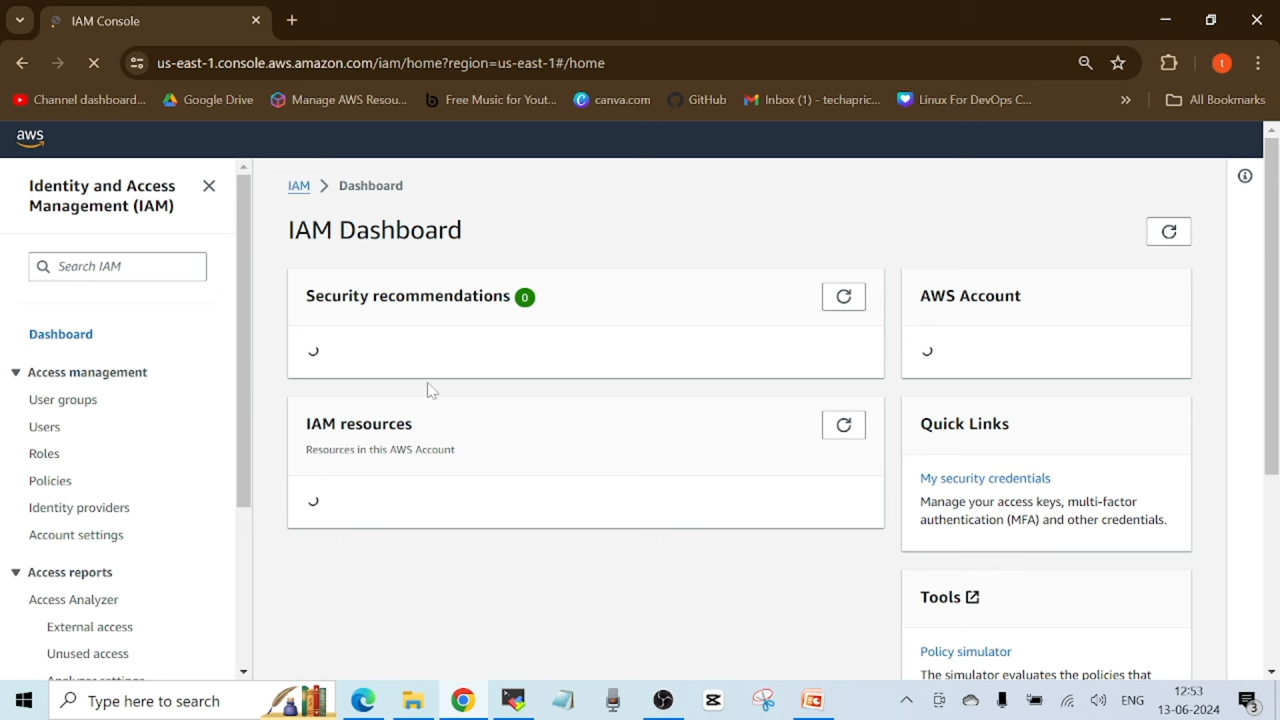 IAM Console
us-east-1.console.aws.amazon.com/iam/home?region=us-east-1#/home
t
Channel dashboard...
Google Drive
Manage AWS Resou...
Free Music for Yout...
canva.com
GitHub
Inbox (1) - techapric...
Linux For DevOps C...
All Bookmarks
aws
Identity and Access
Management (IAM)
Search IAM
Dashboard
Access management
User groups
Users
Roles
Policies
Identity providers
Account settings
Access reports
Access Analyzer
External access
Unused access
Analyzer settings
IAM
Dashboard
IAM Dashboard
Security recommendations 0
IAM resources
Resources in this AWS Account
AWS Account
Quick Links
My security credentials
Manage your access keys, multi-factor
authentication (MFA) and other credentials.
Tools
Policy simulator
The simulator evaluates the policies that
Type here to search
ENG
12:53
13-06-2024
3